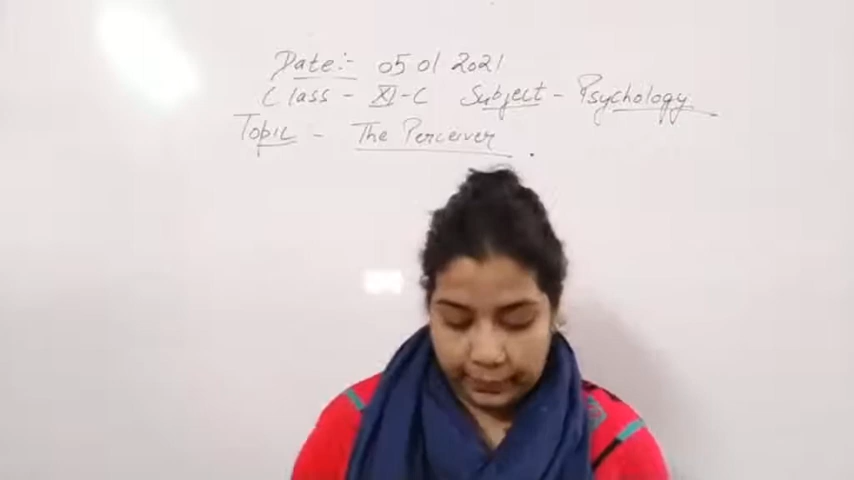 Date:- 05 01 2021
Class - XI-C Subject - Psychology
Topic - The Perceiver